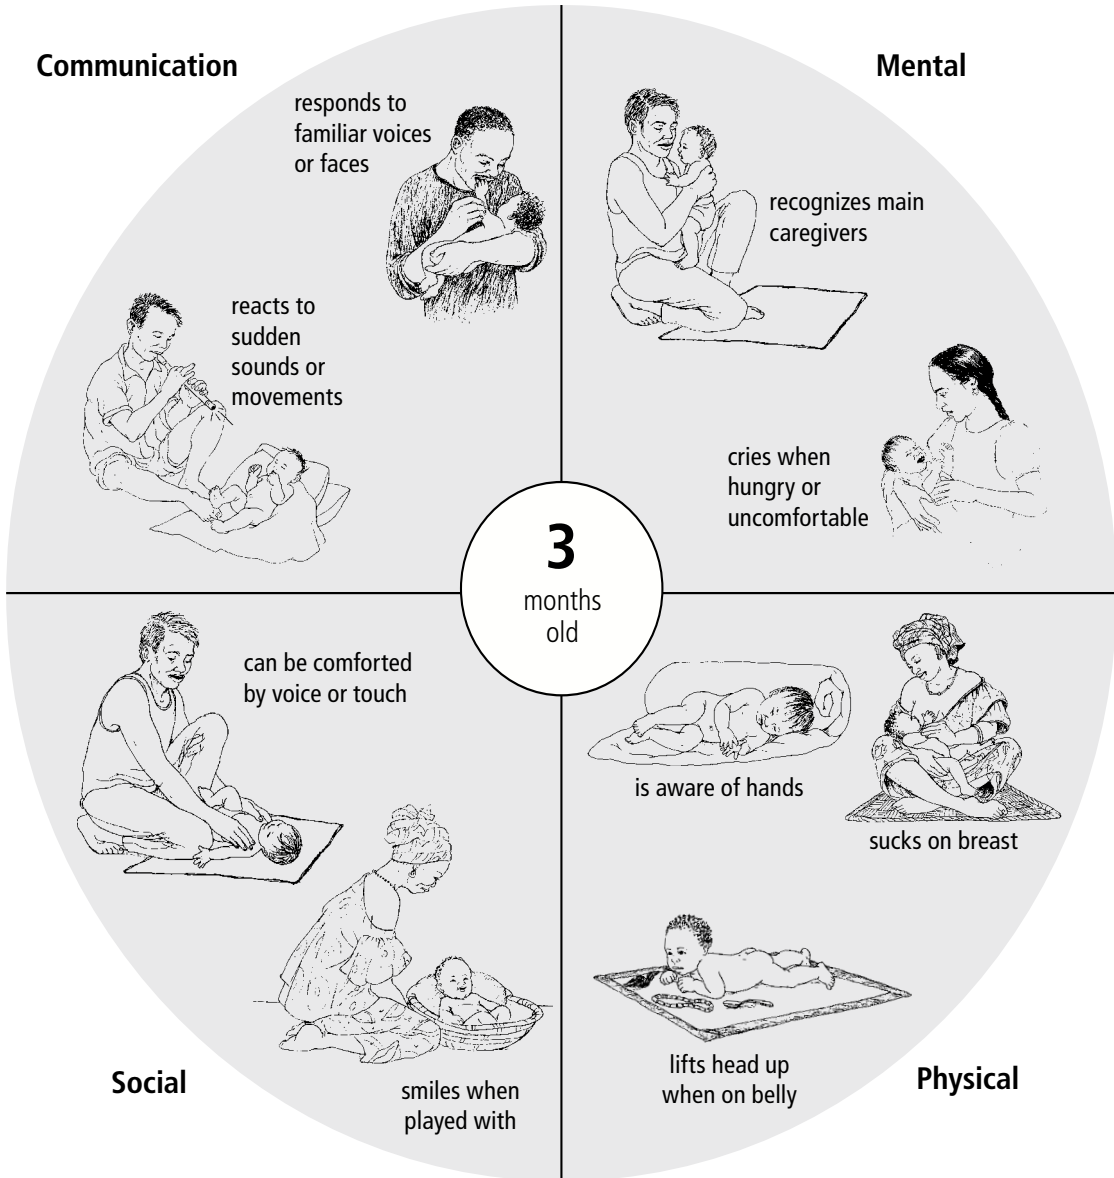 Communication
responds to
familiar voices
or faces
reacts to
sudden
sounds or
movements
Mental
recognizes main
caregivers
cries when
hungry or
uncomfortable
3
months
old
can be comforted
by voice or touch
smiles when
played with
Social
is aware of hands
sucks on breast
lifts head up
when on belly
Physical